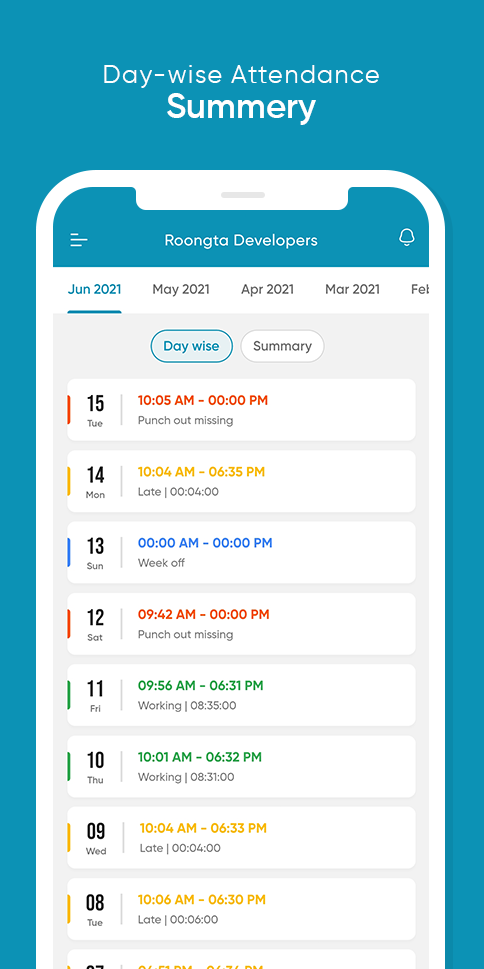 Day-wise Attendance
Summery
Roongta Developers
Jun 2021 May 2021 Apr 2021 Mar 2021 Feb
Day wise Summary
15 10:05 AM - 00:00 PM
Tue Punch out missing
14 10:04 AM - 06:35 PM
Mon Late | 00:04:00
13 00:00 AM - 00:00 PM
Sun Week off
12 09:42 AM - 00:00 PM
Sat Punch out missing
11 09:56 AM - 06:31 PM
Fri Working | 08:35:00
10 10:01 AM - 06:32 PM
Thu Working | 08:31:00
09 10:04 AM - 06:33 PM
Wed Late | 00:04:00
08 10:06 AM - 06:30 PM
Tue Late | 00:06:00